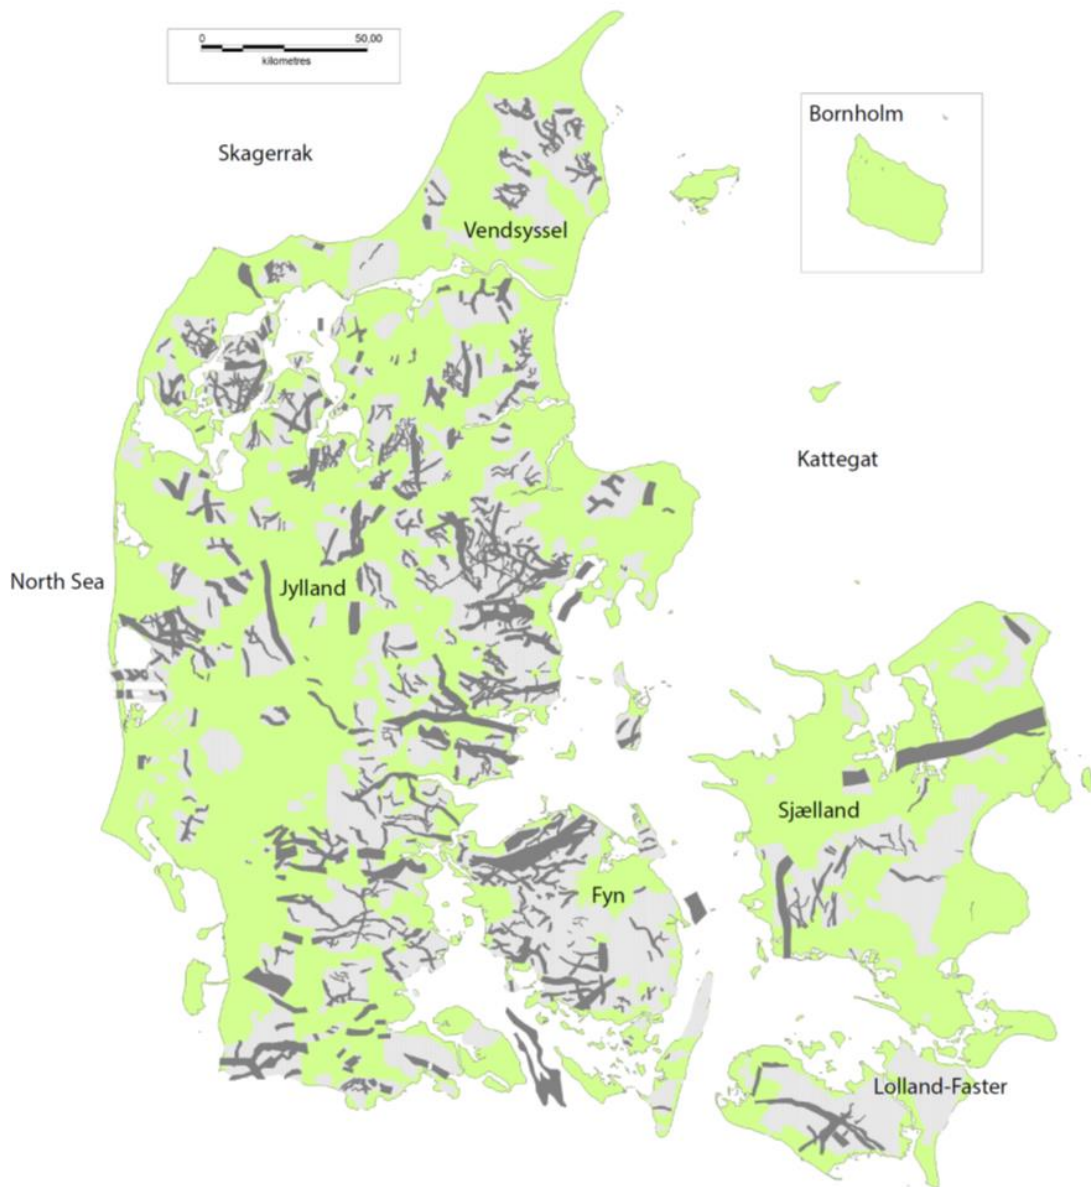 0 50,00
kilometres
Bornholm
Skagerrak
Vendsyssel
Kattegat
North Sea
Jylland
Sjælland
Fyn
Lolland-Faster